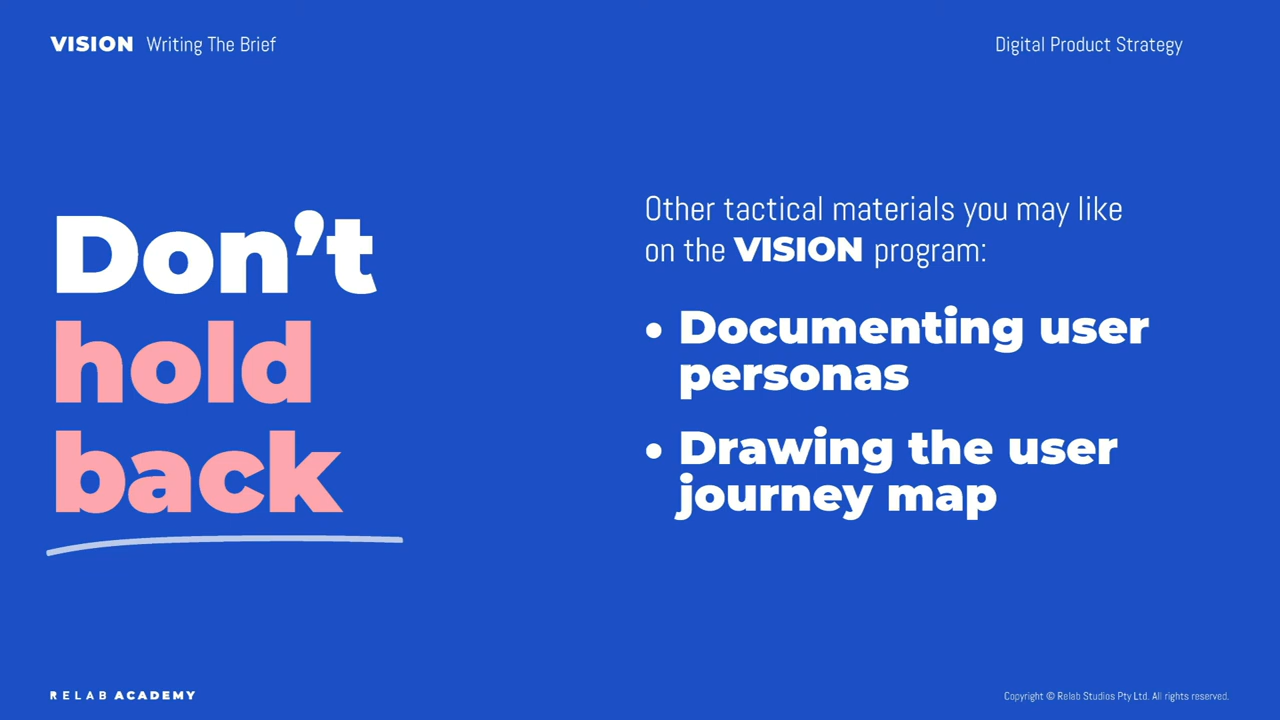 VISION Writing The Brief
Digital Product Strategy
Don’t
hold
back
Other tactical materials you may like
on the VISION program:
• Documenting user
personas
• Drawing the user
journey map
RELAB ACADEMY
Copyright © Relab Studios Pty Ltd. All rights reserved.